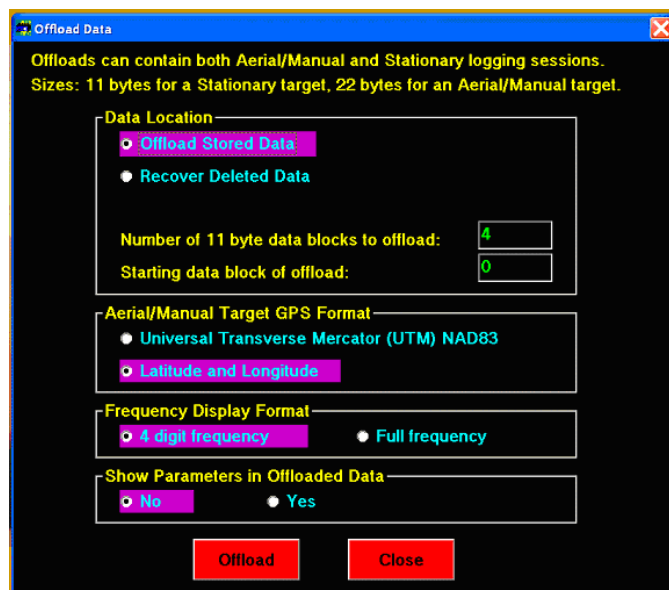 Offload Data
Offloads can contain both Aerial/Manual and Stationary logging sessions.
Sizes: 11 bytes for a Stationary target, 22 bytes for an Aerial/Manual target.
Data Location
Offload Stored Data
Recover Deleted Data
Number of 11 byte data blocks to offload: 4
Starting data block of offload: 0
Aerial/Manual Target GPS Format
Universal Transverse Mercator (UTM) NAD83
Latitude and Longitude
Frequency Display Format
4 digit frequency Full frequency
Show Parameters in Offloaded Data
No Yes
Offload Close